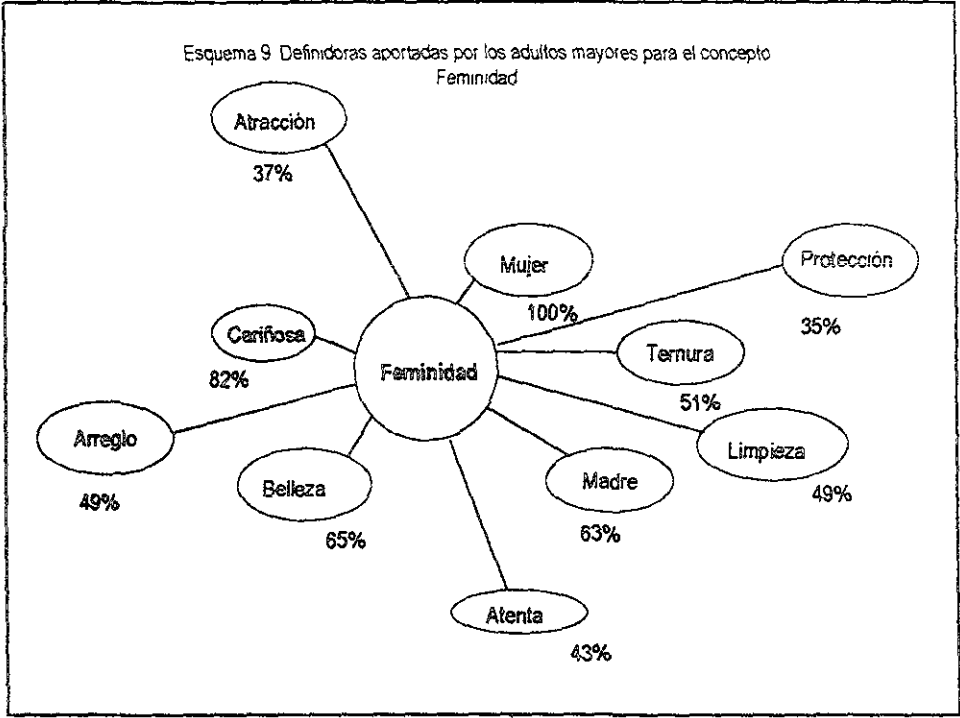 Esquema 9 Definidoras aportadas por los adultos mayores para el concepto
Feminidad
Atracción
37%
Mujer
100%
Protección
35%
Cariñosa
82%
Feminidad
Ternura
51%
Arreglo
49%
Belleza
65%
Madre
63%
Limpieza
49%
Atenta
43%